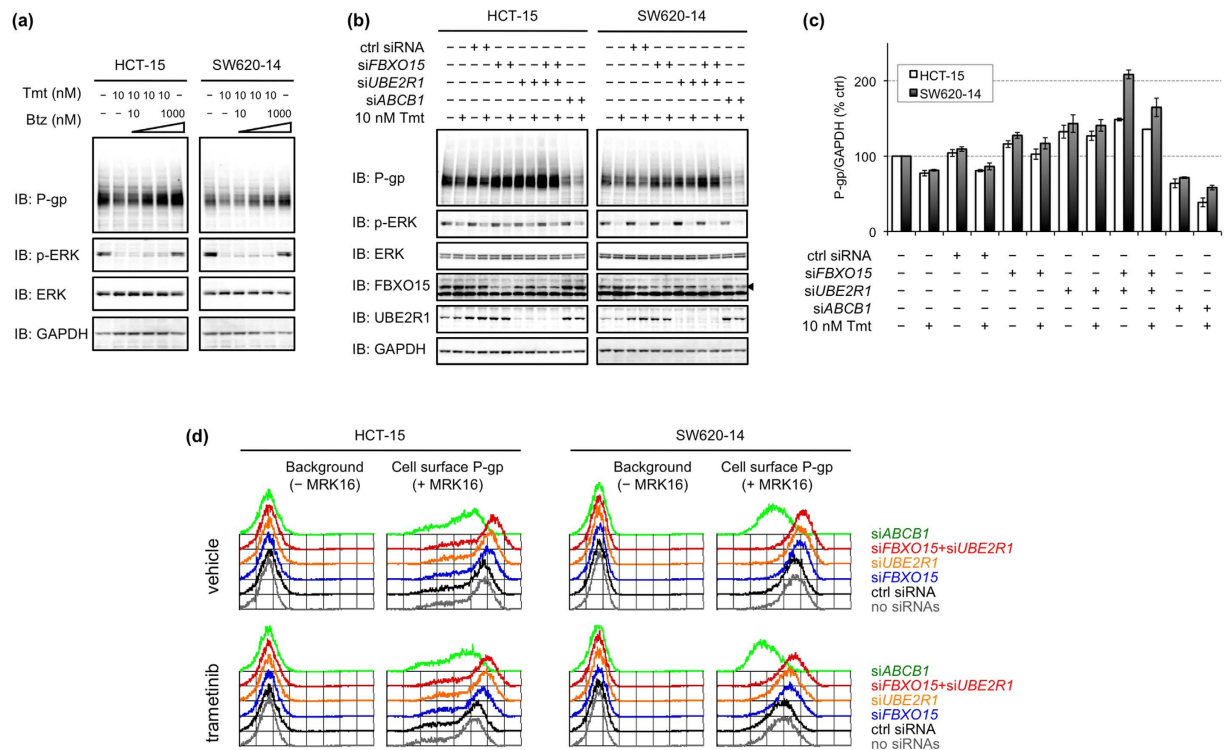 (a)
HCT-15 SW620-14
Tmt (nM) – 10 10 10 10 – – 10 10 10 10 –
Btz (nM) – – 10 1000 – – 10 1000
IB: P-gp
IB: p-ERK
IB: ERK
IB: GAPDH
(b)
HCT-15 SW620-14
ctrl siRNA – – + + – – – – – – – – – – + + – – – – – – – –
siFBXO15 – – – – + + – – + + – – – – – – + + – – + + – –
siUBE2R1 – – – – – – + + + + – – – – – – – – + + + + – –
siABCB1 – – – – – – – – – – + + – – – – – – – – – – + +
10 nM Tmt – + – + – + – + – + – + – + – + – + – + – + – +
IB: P-gp
IB: p-ERK
IB: ERK
IB: FBXO15
IB: UBE2R1
IB: GAPDH
(c)
P-gp/GAPDH (% ctrl)
200
100
0
HCT-15
SW620-14
ctrl siRNA – – + + – – – – – – – –
siFBXO15 – – – – + + – – + + – –
siUBE2R1 – – – – – – + + + + – –
siABCB1 – – – – – – – – – – + +
10 nM Tmt – + – + – + – + – + – +
(d)
HCT-15 SW620-14
Background Cell surface P-gp Background Cell surface P-gp
(– MRK16) (+ MRK16) (– MRK16) (+ MRK16)
vehicle
siABCB1
siFBXO15+siUBE2R1
siUBE2R1
siFBXO15
ctrl siRNA
no siRNAs
trametinib
siABCB1
siFBXO15+siUBE2R1
siUBE2R1
siFBXO15
ctrl siRNA
no siRNAs